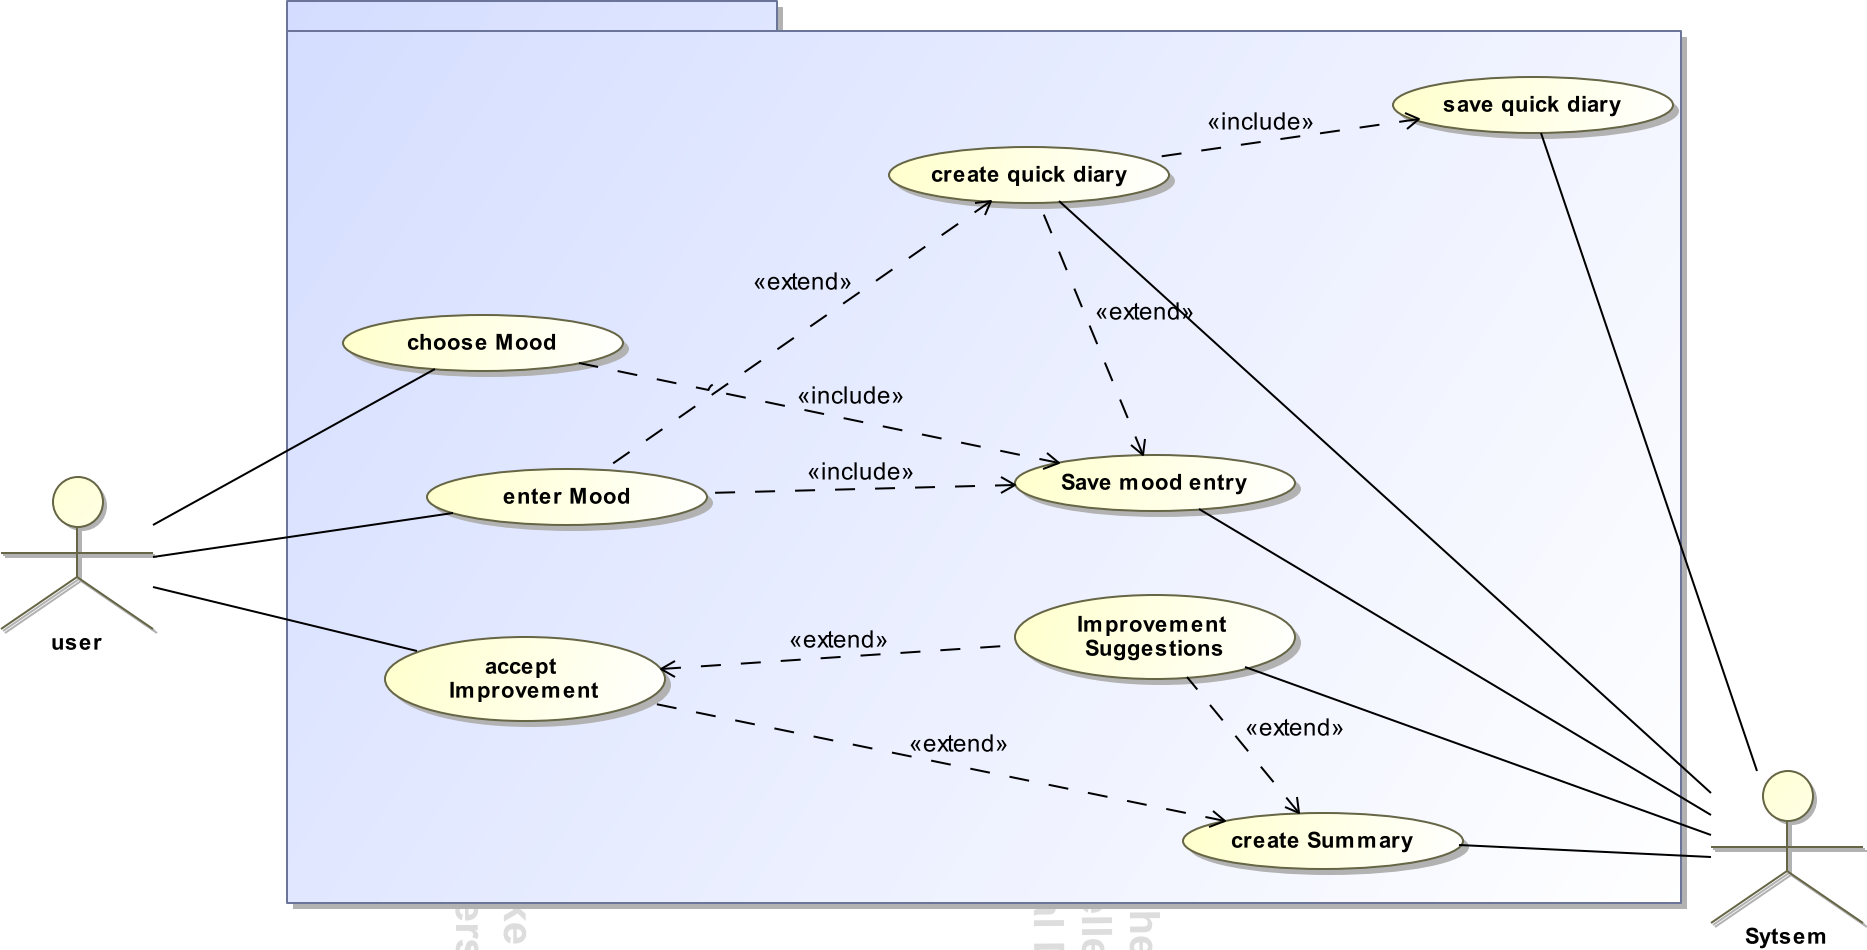 save quick diary
«include»
create quick diary
«extend»
«extend»
choose Mood
«include»
«include»
enter Mood
Save mood entry
Improvement
Suggestions
«extend»
accept
Improvement
user
«extend»
«extend»
create Summary
Sytsem